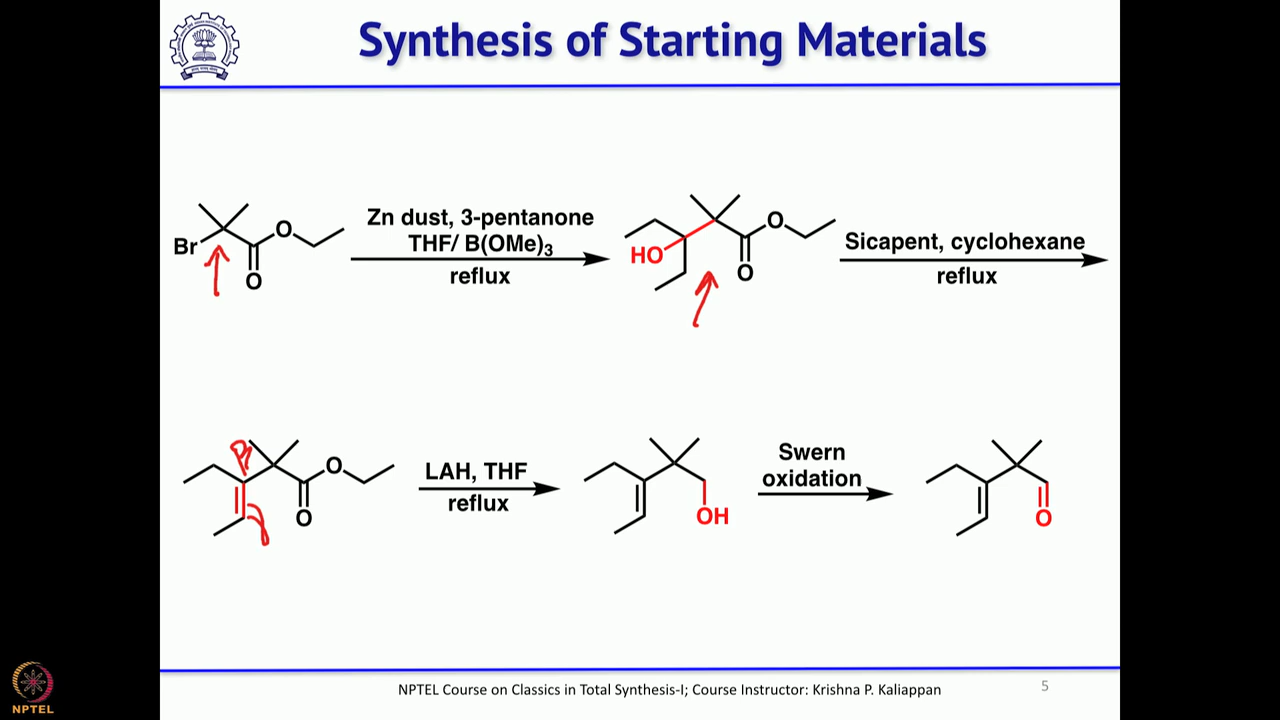 Synthesis of Starting Materials
Zn dust, 3-pentanone
THF/ B(OMe)₃
reflux
Br
O
O
HO
O
O
Sicapent, cyclohexane
reflux
O
O
LAH, THF
reflux
OH
Swern
oxidation
O
NPTEL Course on Classics in Total Synthesis-I; Course Instructor: Krishna P. Kaliappan
5
NPTEL